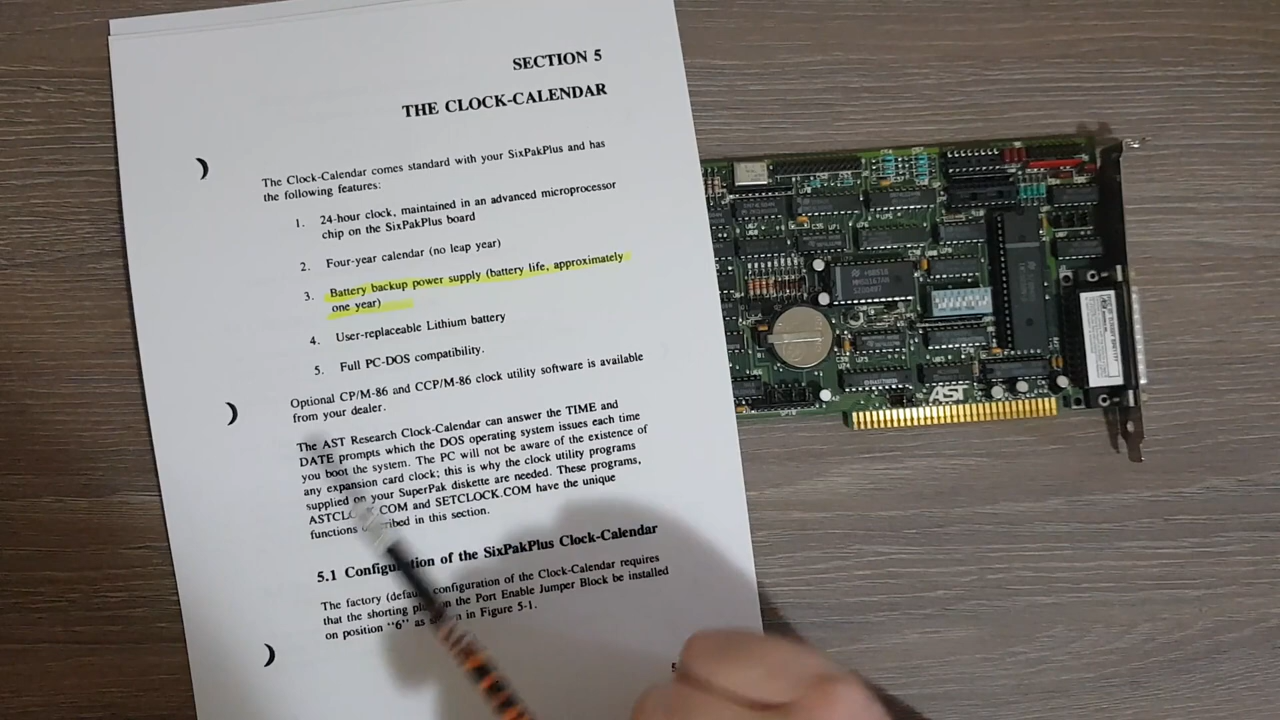 SECTION 5
THE CLOCK-CALENDAR
The Clock-Calendar comes standard with your SixPakPlus and has
the following features:
1. 24-hour clock, maintained in an advanced microprocessor
chip on the SixPakPlus board
2. Four-year calendar (no leap year)
3. Battery backup power supply (battery life, approximately
one year)
4. User-replaceable Lithium battery
5. Full PC-DOS compatibility.
Optional CP/M-86 and CCP/M-86 clock utility software is available
from your dealer.
The AST Research Clock-Calendar can answer the TIME and
DATE prompts which the DOS operating system issues each time
you boot the system. The PC will not be aware of the existence of
any expansion card clock; this is why the clock utility programs
supplied on your SuperPak diskette are needed. These programs,
.COM and SETCLOCK.COM have the unique
functions in this section.
5.1 of the SixPakPlus Clock-Calendar
The factory configuration of the Clock-Calendar requires
that the shorting on the Port Enable Jumper Block be installed
on position "6" as in Figure 5-1.
AST